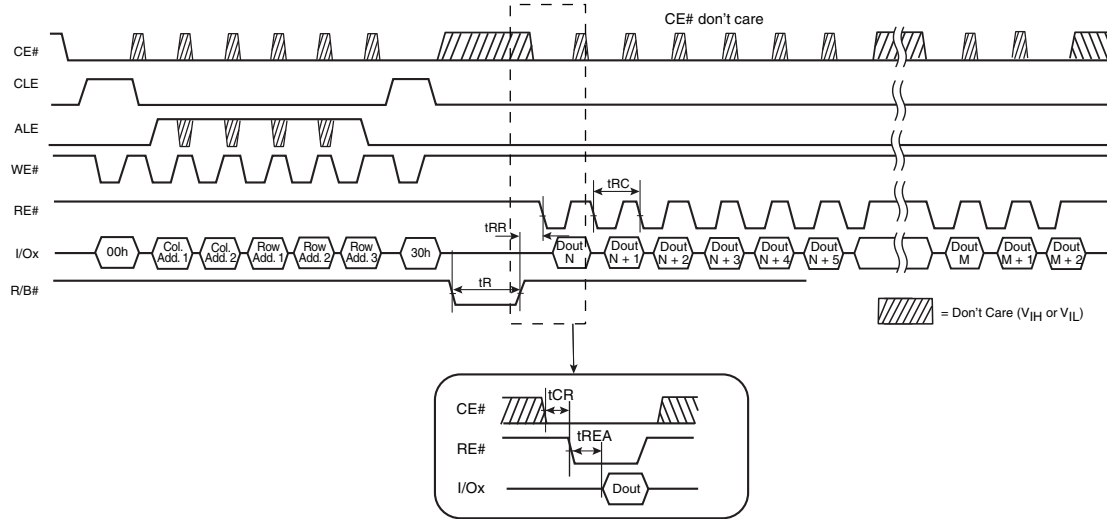 CE# don't care
CE#
CLE
ALE
WE#
tRC
RE#
tRR
I/Ox
00h
Col. Add. 1
Col. Add. 2
Row Add. 1
Row Add. 2
Row Add. 3
30h
Dout N
Dout N + 1
Dout N + 2
Dout N + 3
Dout N + 4
Dout N + 5
Dout M
Dout M + 1
Dout M + 2
tR
R/B#
= Don't Care (VIH or VIL)
tCR
CE#
tREA
RE#
I/Ox
Dout